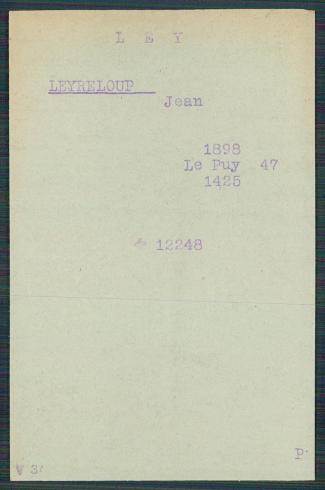 L E Y
LEYRELOUP
Jean
1898
Le Puy 47
1425
12248
P.
V 3